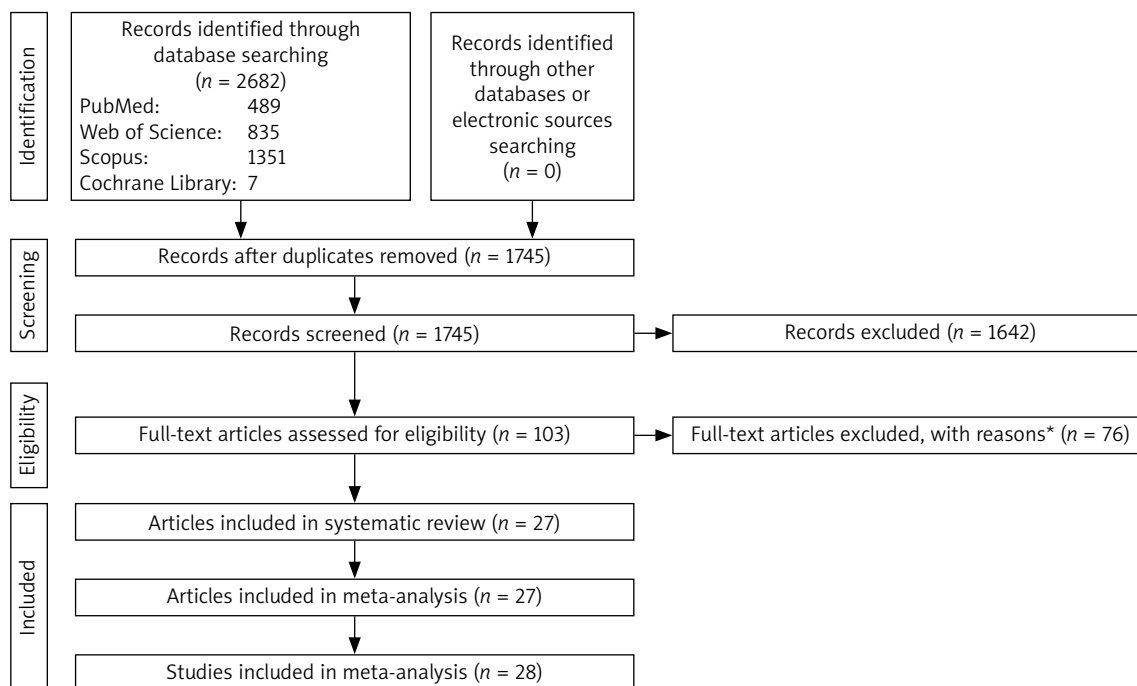 Identification
Records identified through
database searching
(n = 2682)
PubMed: 489
Web of Science: 835
Scopus: 1351
Cochrane Library: 7
Records identified
through other
databases or
electronic sources
searching
(n = 0)
Screening
Records after duplicates removed (n = 1745)
Records screened (n = 1745)
Records excluded (n = 1642)
Eligibility
Full-text articles assessed for eligibility (n = 103)
Full-text articles excluded, with reasons* (n = 76)
Included
Articles included in systematic review (n = 27)
Articles included in meta-analysis (n = 27)
Studies included in meta-analysis (n = 28)